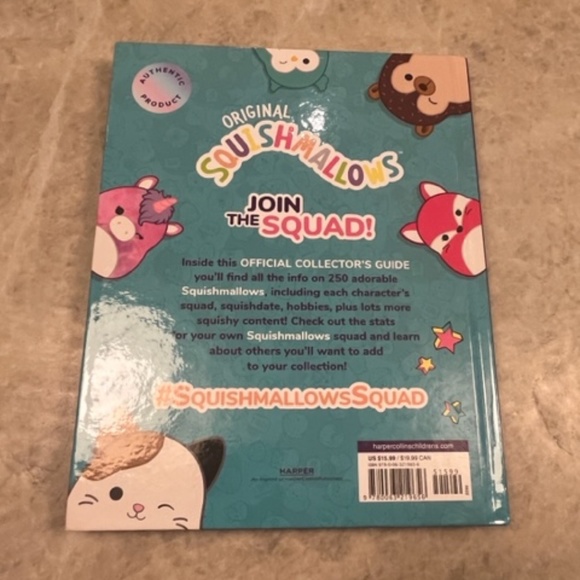 AUTHENTIC
PRODUCT
ORIGINAL
SQUISHMALLOWS™
JOIN
THE SQUAD!
Inside this OFFICIAL COLLECTOR'S GUIDE
you'll find all the info on 250 adorable
Squishmallows, including each character's
squad, squishdate, hobbies, plus lots more
squishy content! Check out the stats
for your own Squishmallows squad and learn
about others you'll want to add
to your collection!
#SQUISHMALLOWSSQUAD
harpercollinschildrens.com
US $15.99 / $19.99 CAN
51599
HARPER